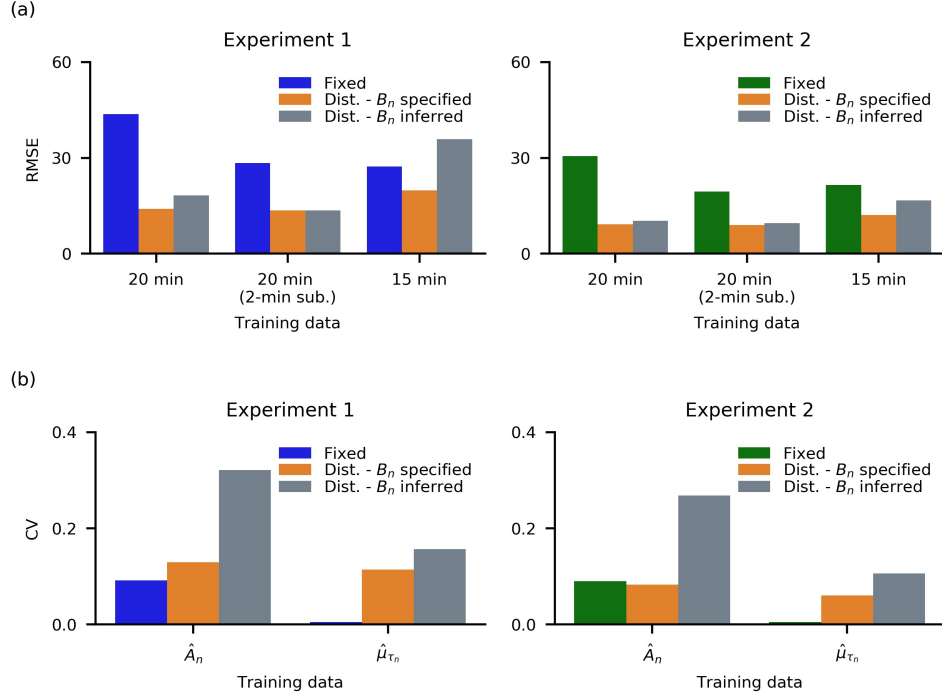 (a)
Experiment 1
60
30
0
RMSE
Fixed
Dist. - Bₙ specified
Dist. - Bₙ inferred
20 min
20 min
(2-min sub.)
15 min
Training data
Experiment 2
60
30
0
Fixed
Dist. - Bₙ specified
Dist. - Bₙ inferred
20 min
20 min
(2-min sub.)
15 min
Training data
(b)
Experiment 1
0.4
0.2
0.0
CV
Fixed
Dist. - Bₙ specified
Dist. - Bₙ inferred
Âₙ
μ̂τₙ
Training data
Experiment 2
0.4
0.2
0.0
Fixed
Dist. - Bₙ specified
Dist. - Bₙ inferred
Âₙ
μ̂τₙ
Training data